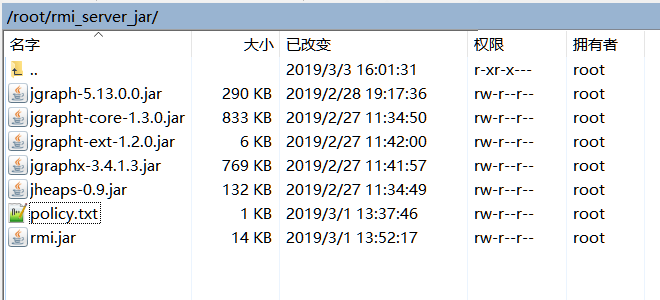 /root/rmi_server_jar/
名字 大小 已改变 权限 拥有者
.. 2019/3/3 16:01:31 r-xr-x--- root
jgraph-5.13.0.0.jar 290 KB 2019/2/28 19:17:36 rw-r--r-- root
jgrapht-core-1.3.0.jar 833 KB 2019/2/27 11:34:50 rw-r--r-- root
jgrapht-ext-1.2.0.jar 6 KB 2019/2/27 11:42:00 rw-r--r-- root
jgraphx-3.4.1.3.jar 769 KB 2019/2/27 11:41:57 rw-r--r-- root
jheaps-0.9.jar 132 KB 2019/2/27 11:34:49 rw-r--r-- root
policy.txt 1 KB 2019/3/1 13:37:46 rw-r--r-- root
rmi.jar 14 KB 2019/3/1 13:52:17 rw-r--r-- root